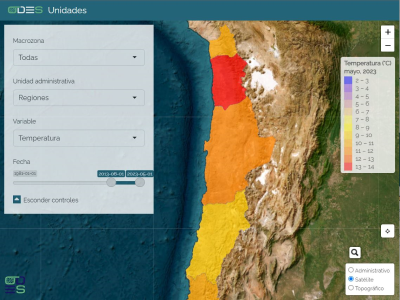 ODES Unidades
Macrozona
Todas
Unidad administrativa
Regiones
Variable
Temperatura
Fecha
2013-08-01
2023-05-01
Esconder controles
+
−
Temperatura (°C)
mayo, 2023
2 – 3
3 – 4
4 – 5
5 – 6
6 – 7
7 – 8
8 – 9
9 – 10
10 – 11
11 – 12
12 – 13
13 – 14
Administrativo
Satélite
Topográfico